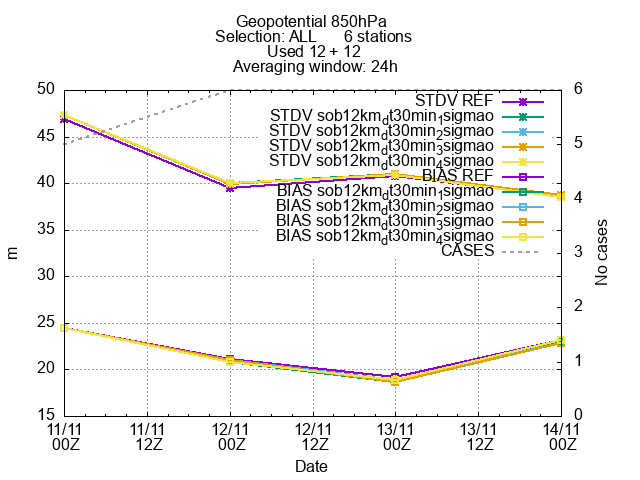 Geopotential 850hPa
Selection: ALL 6 stations
Used 12 + 12
Averaging window: 24h
STDV REF
STDV sob12km_dt30min_1sigmao
STDV sob12km_dt30min_2sigmao
STDV sob12km_dt30min_3sigmao
STDV sob12km_dt30min_4sigmao
BIAS REF
BIAS sob12km_dt30min_1sigmao
BIAS sob12km_dt30min_2sigmao
BIAS sob12km_dt30min_3sigmao
BIAS sob12km_dt30min_4sigmao
CASES
50
45
40
35
30
25
20
15
m
6
5
4
3
2
1
0
No cases
11/11 11/11 12/11 12/11 13/11 13/11 14/11
00Z 12Z 00Z 12Z 00Z 12Z 00Z
Date